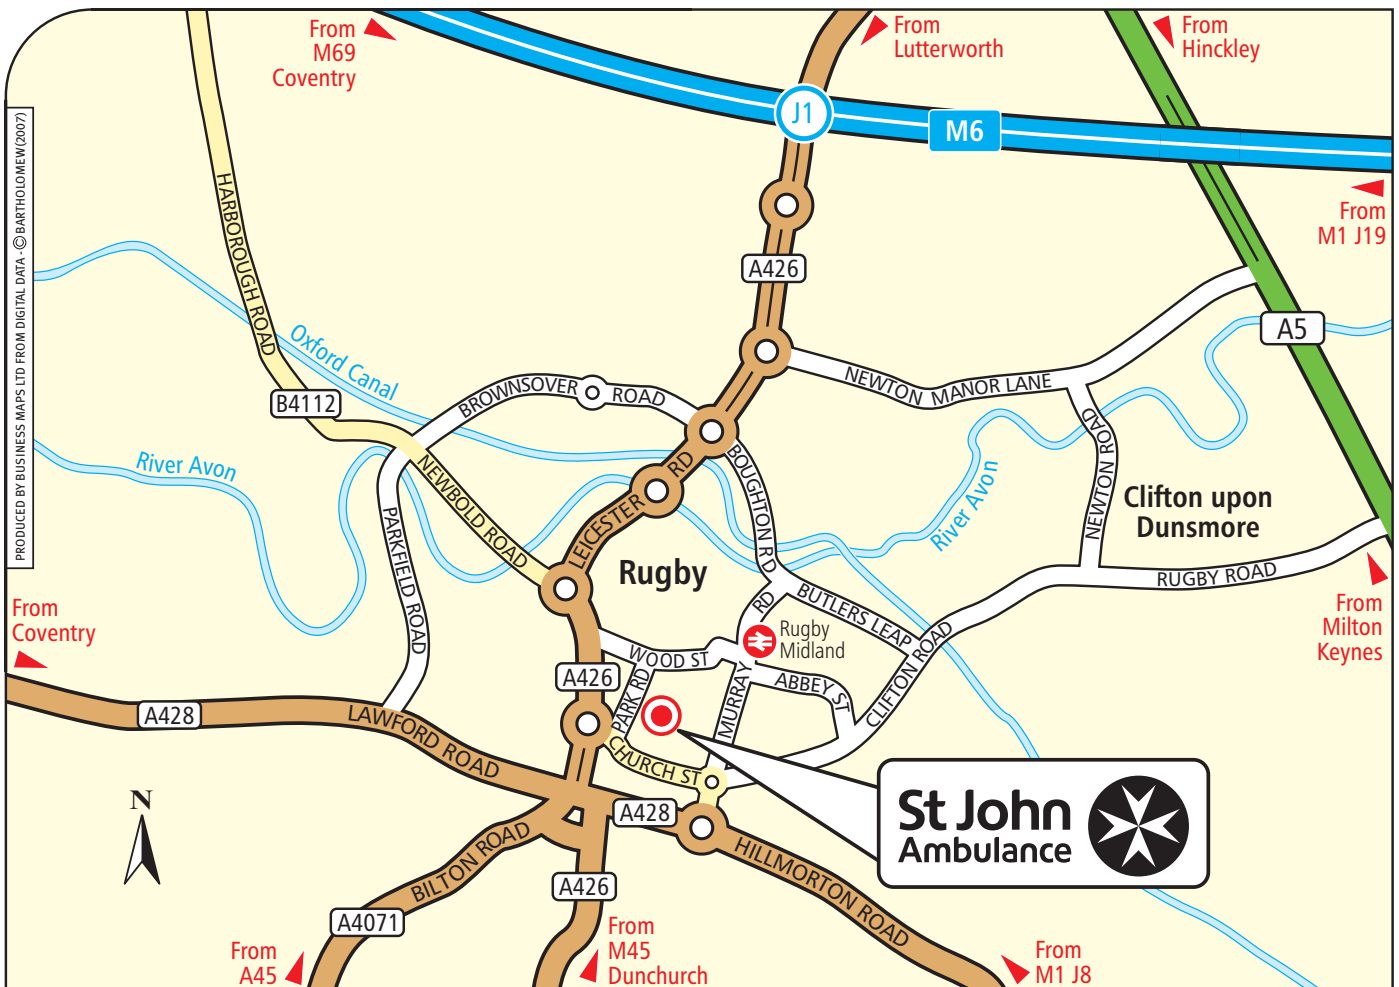 From
M69
Coventry
From
Lutterworth
From
Hinckley
J1
M6
From
M1 J19
PRODUCED BY BUSINESS MAPS LTD FROM DIGITAL DATA - © BARTHOLOMEW(2007)
HARBOROUGH ROAD
A426
A5
Oxford Canal
B4112
BROWNSOVER ROAD
NEWTON MANOR LANE
NEWTON ROAD
River Avon
NEWBOLD ROAD
LEICESTER RD
BOUGHTON RD
River Avon
Clifton upon
Dunsmore
PARKFIELD ROAD
Rugby
RUGBY ROAD
From
Coventry
From
Milton
Keynes
RD
BUTLERS LEAP
Rugby
Midland
WOOD ST
CLIFTON ROAD
A426
PARK RD
MURRAY
ABBEY ST
A428
LAWFORD ROAD
CHURCH ST
N
A428
St John
Ambulance
BILTON ROAD
HILLMORTON ROAD
A426
A4071
From
A45
From
M45
Dunchurch
From
M1 J8